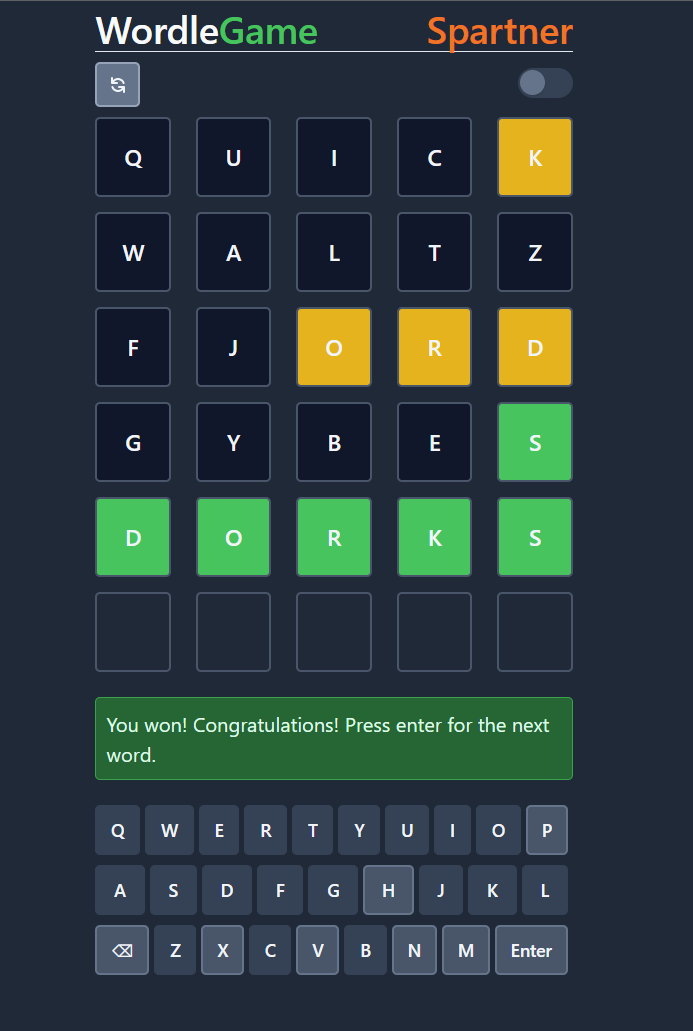 WordleGame Spartner
Q U I C K
W A L T Z
F J O R D
G Y B E S
D O R K S
You won! Congratulations! Press enter for the next
word.
Q W E R T Y U I O P
A S D F G H J K L
⌫ Z X C V B N M Enter